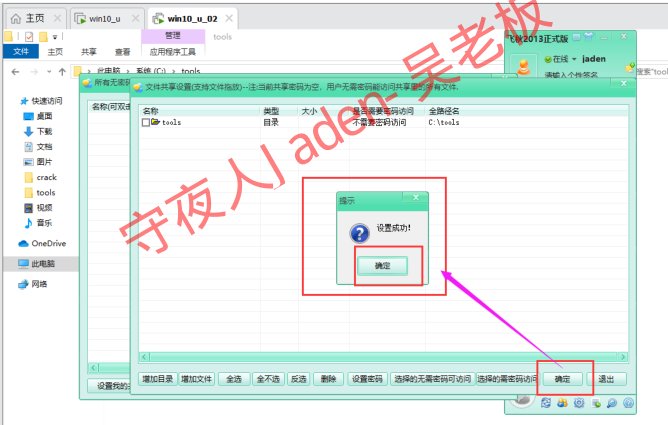 主页 win10_u win10_u_02
管理 tools
文件 主页 共享 查看 应用程序工具
飞秋2013正式版
在线 jaden
请输入个性签名
此电脑 系统 (C:) tools
搜索"tool
所有无密码
文件共享设置(支持文件拖放)--注:当前共享密码为空，用户无需密码能访问共享里的所有文件.
名称(可双击
名称 类型 大小 是否需要密码访问 全路径名
tools 目录 不需要密码访问 C:\tools
快速访问
桌面
下载
文档
图片
crack
tools
视频
音乐
OneDrive
此电脑
网络
提示
设置成功!
确定
增加目录 增加文件 全选 全不选 反选 删除 设置密码 选择的无需密码可访问 选择的需密码访问 确定 退出
设置我的共
守夜人Jaden-吴老板